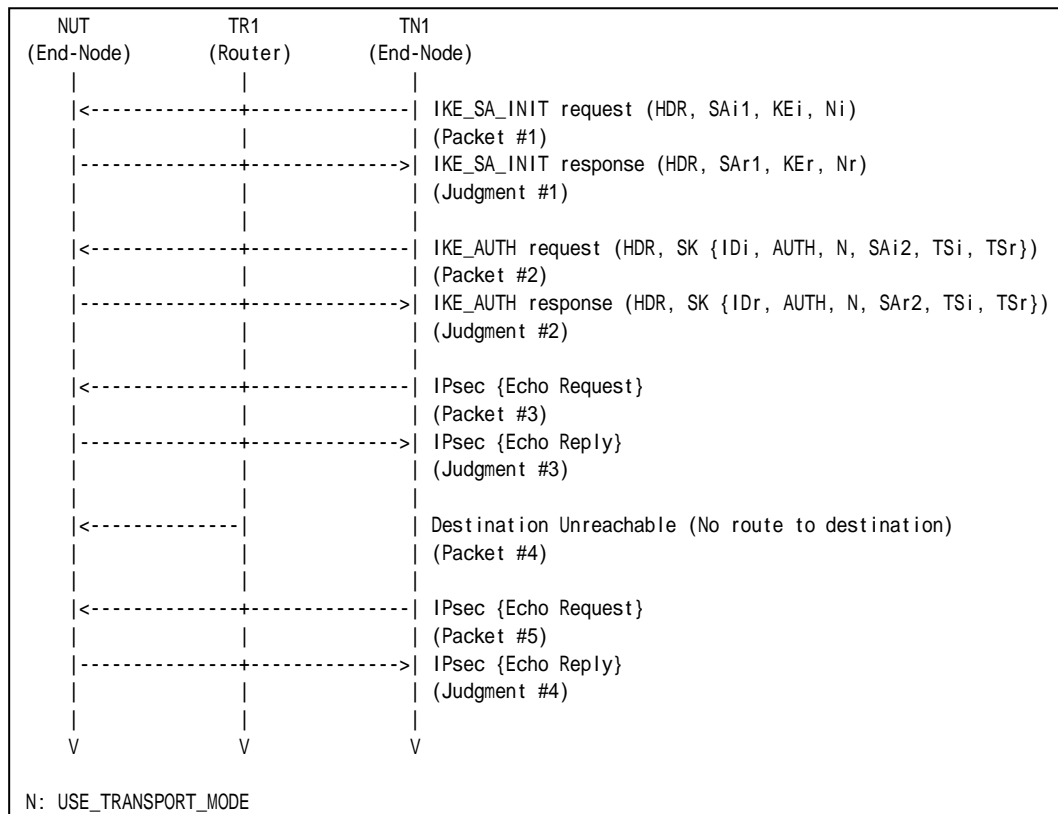 NUT TR1 TN1
(End-Node) (Router) (End-Node)
| | |
|<--------------+---------------| IKE_SA_INIT request (HDR, SAi1, KEi, Ni)
| | | (Packet #1)
|---------------+-------------->| IKE_SA_INIT response (HDR, SAr1, KEr, Nr)
| | | (Judgment #1)
| | |
|<--------------+---------------| IKE_AUTH request (HDR, SK {IDi, AUTH, N, SAi2, TSi, TSr})
| | | (Packet #2)
|---------------+-------------->| IKE_AUTH response (HDR, SK {IDr, AUTH, N, SAr2, TSi, TSr})
| | | (Judgment #2)
| | |
|<--------------+---------------| IPsec {Echo Request}
| | | (Packet #3)
|---------------+-------------->| IPsec {Echo Reply}
| | | (Judgment #3)
| | |
|<--------------| | Destination Unreachable (No route to destination)
| | | (Packet #4)
| | |
|<--------------+---------------| IPsec {Echo Request}
| | | (Packet #5)
|---------------+-------------->| IPsec {Echo Reply}
| | | (Judgment #4)
| | |
V V V
N: USE_TRANSPORT_MODE